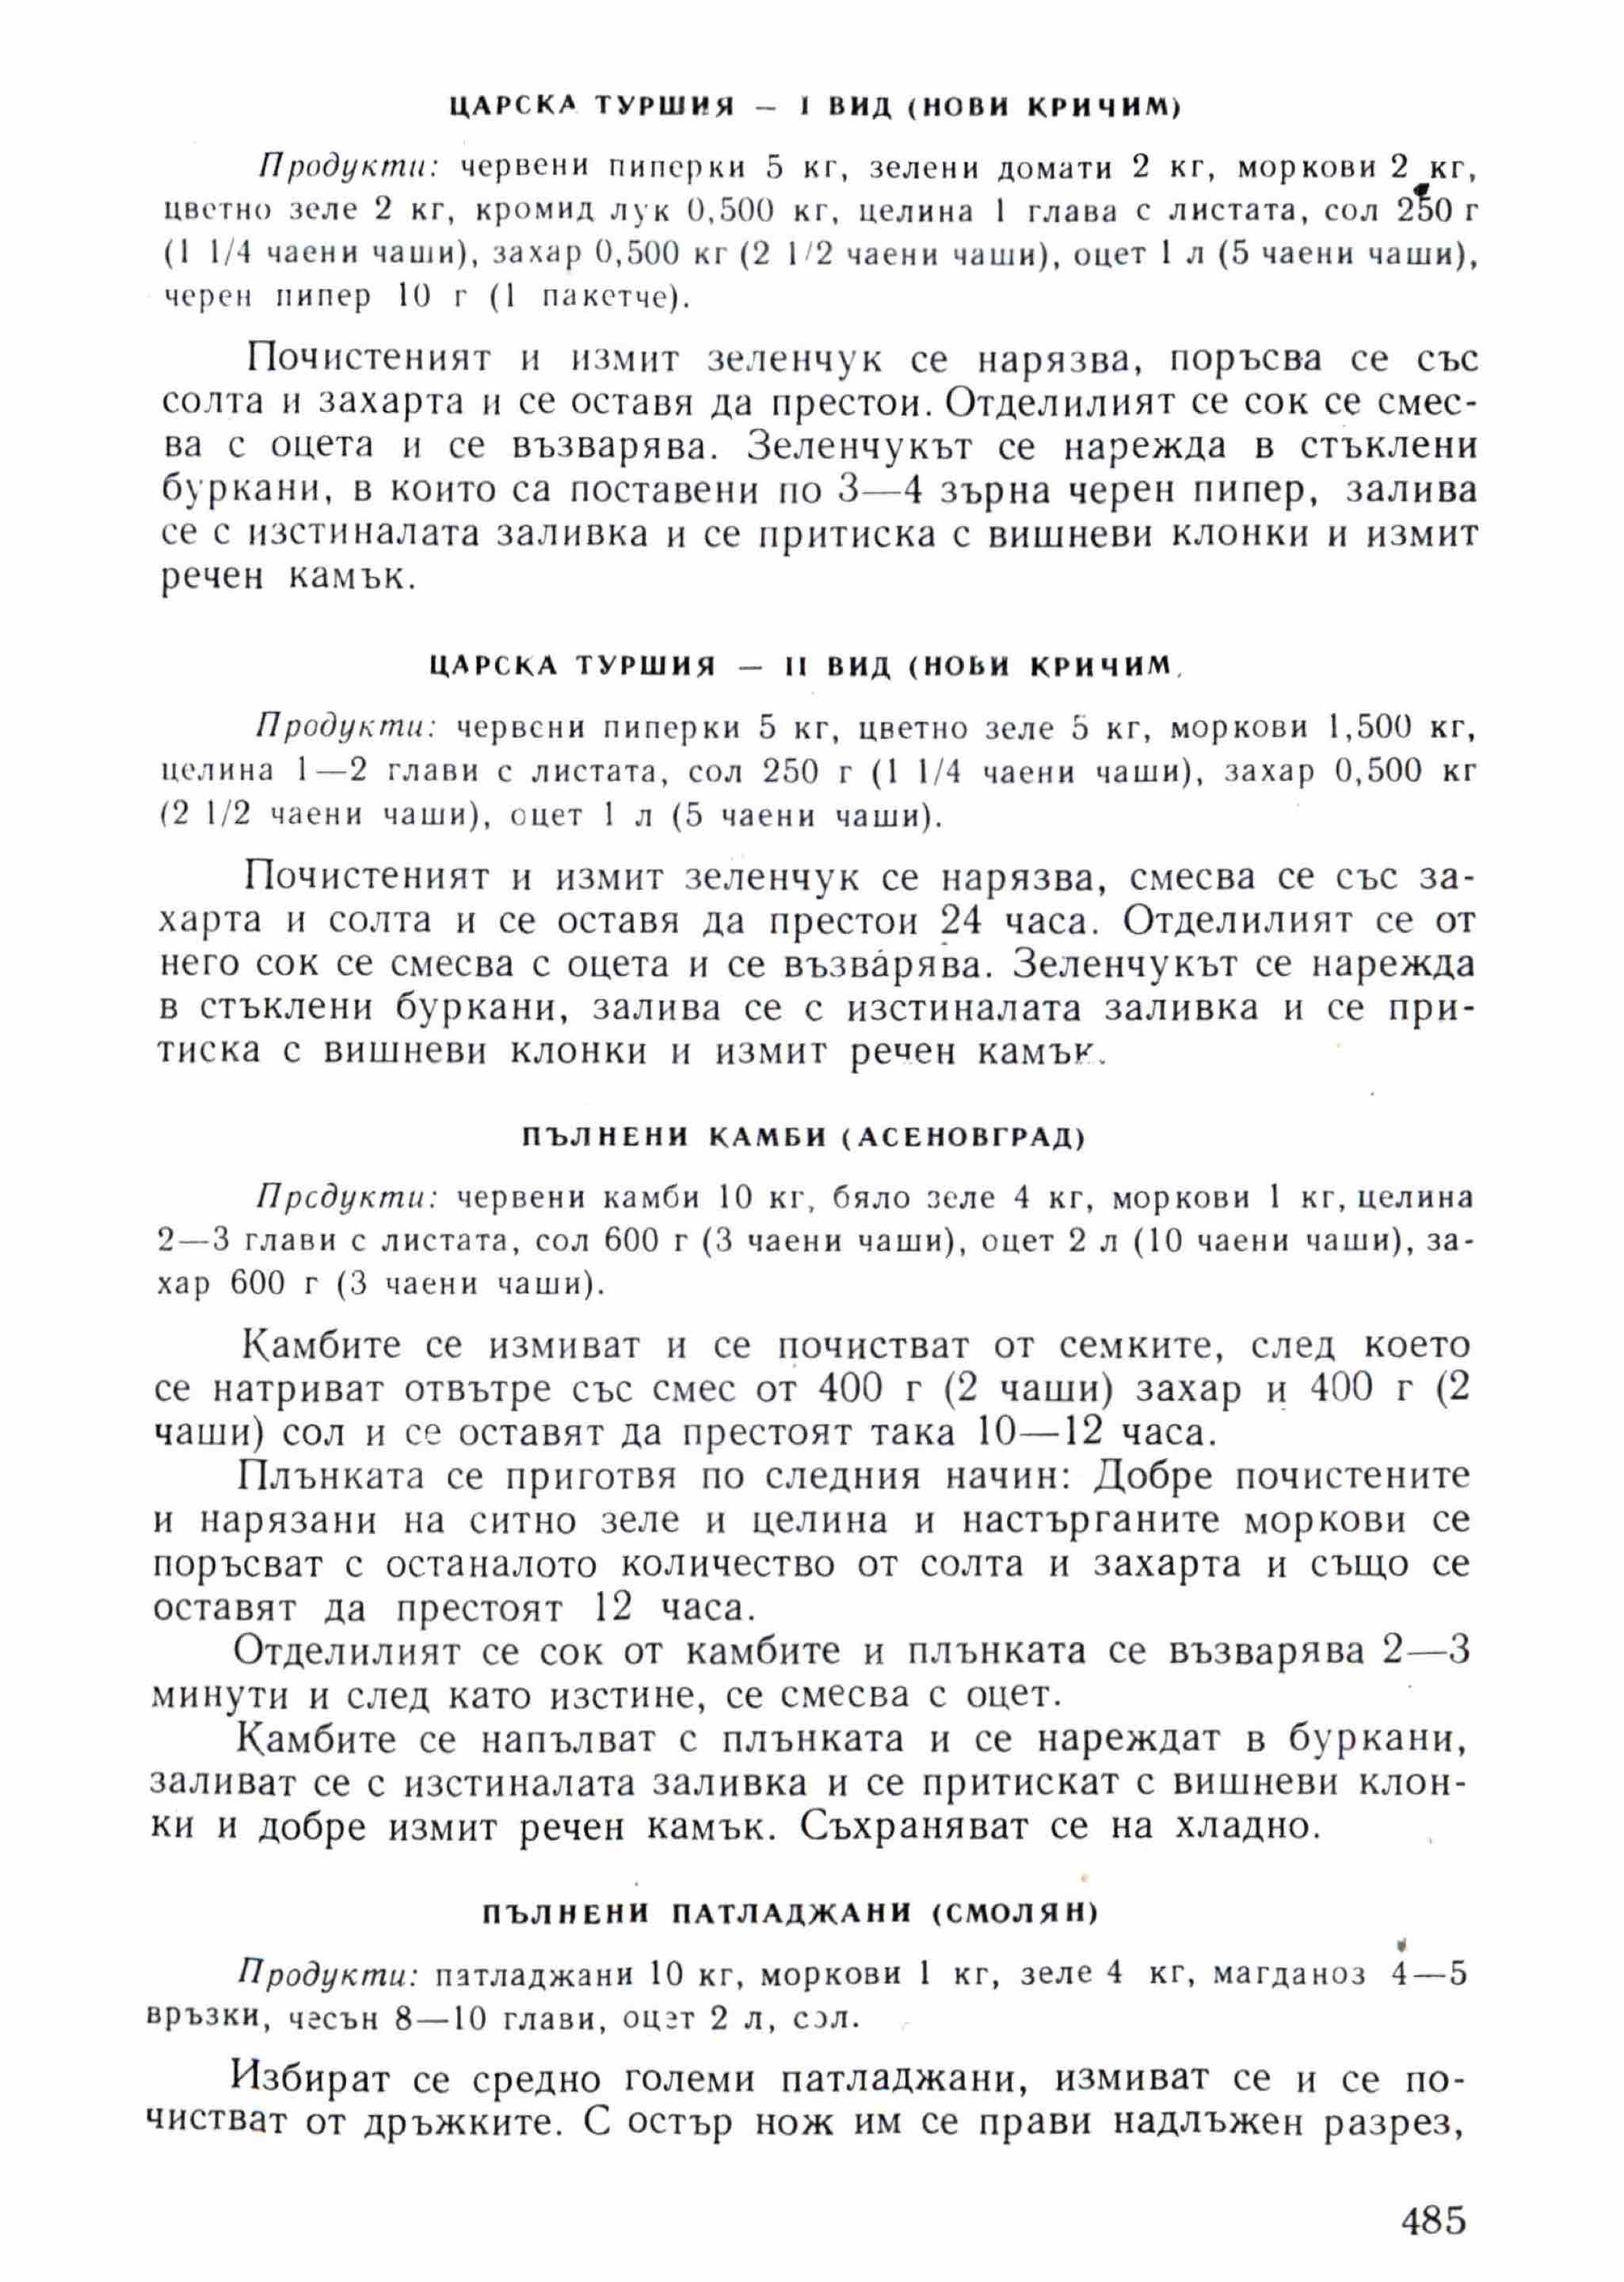 ЦАРСКА ТУРШИЯ — I ВИД (НОВИ КРИЧИМ)
Продукти: червени пиперки 5 кг, зелени домати 2 кг, моркови 2 кг,
цветно зеле 2 кг, кромид лук 0,500 кг, целина 1 глава с листата, сол 250 г
(1 1/4 чаени чаши), захар 0,500 кг (2 1/2 чаени чаши), оцет 1 л (5 чаени чаши),
черен пипер 10 г (1 пакетче).
Почистеният и измит зеленчук се нарязва, поръсва се със
солта и захарта и се оставя да престои. Отделилият се сок се смес-
ва с оцета и се възварява. Зеленчукът се нарежда в стъклени
буркани, в които са поставени по 3—4 зърна черен пипер, залива
се с изстиналата заливка и се притиска с вишневи клонки и измит
речен камък.
ЦАРСКА ТУРШИЯ — II ВИД (НОВИ КРИЧИМ)
Продукти: червени пиперки 5 кг, цветно зеле 5 кг, моркови 1,500 кг,
целина 1—2 глави с листата, сол 250 г (1 1/4 чаени чаши), захар 0,500 кг
(2 1/2 чаени чаши), оцет 1 л (5 чаени чаши).
Почистеният и измит зеленчук се нарязва, смесва се със за-
харта и солта и се оставя да престои 24 часа. Отделилият се от
него сок се смесва с оцета и се възварява. Зеленчукът се нарежда
в стъклени буркани, залива се с изстиналата заливка и се при-
тиска с вишневи клонки и измит речен камък.
ПЪЛНЕНИ КАМБИ (АСЕНОВГРАД)
Продукти: червени камби 10 кг, бяло зеле 4 кг, моркови 1 кг, целина
2—3 глави с листата, сол 600 г (3 чаени чаши), оцет 2 л (10 чаени чаши), за-
хар 600 г (3 чаени чаши).
Камбите се измиват и се почистват от семките, след което
се натриват отвътре със смес от 400 г (2 чаши) захар и 400 г (2
чаши) сол и се оставят да престоят така 10—12 часа.
Плънката се приготвя по следния начин: Добре почистените
и нарязани на ситно зеле и целина и настърганите моркови се
поръсват с останалото количество от солта и захарта и също се
оставят да престоят 12 часа.
Отделилият се сок от камбите и плънката се възварява 2—3
минути и след като изстине, се смесва с оцет.
Камбите се напълват с плънката и се нареждат в буркани,
заливат се с изстиналата заливка и се притискат с вишневи клон-
ки и добре измит речен камък. Съхраняват се на хладно.
ПЪЛНЕНИ ПАТЛАДЖАНИ (СМОЛЯН)
Продукти: патладжани 10 кг, моркови 1 кг, зеле 4 кг, магданоз 4—5
връзки, чесън 8—10 глави, оцет 2 л, сол.
Избират се средно големи патладжани, измиват се и се по-
чистват от дръжките. С остър нож им се прави надлъжен разрез,
485